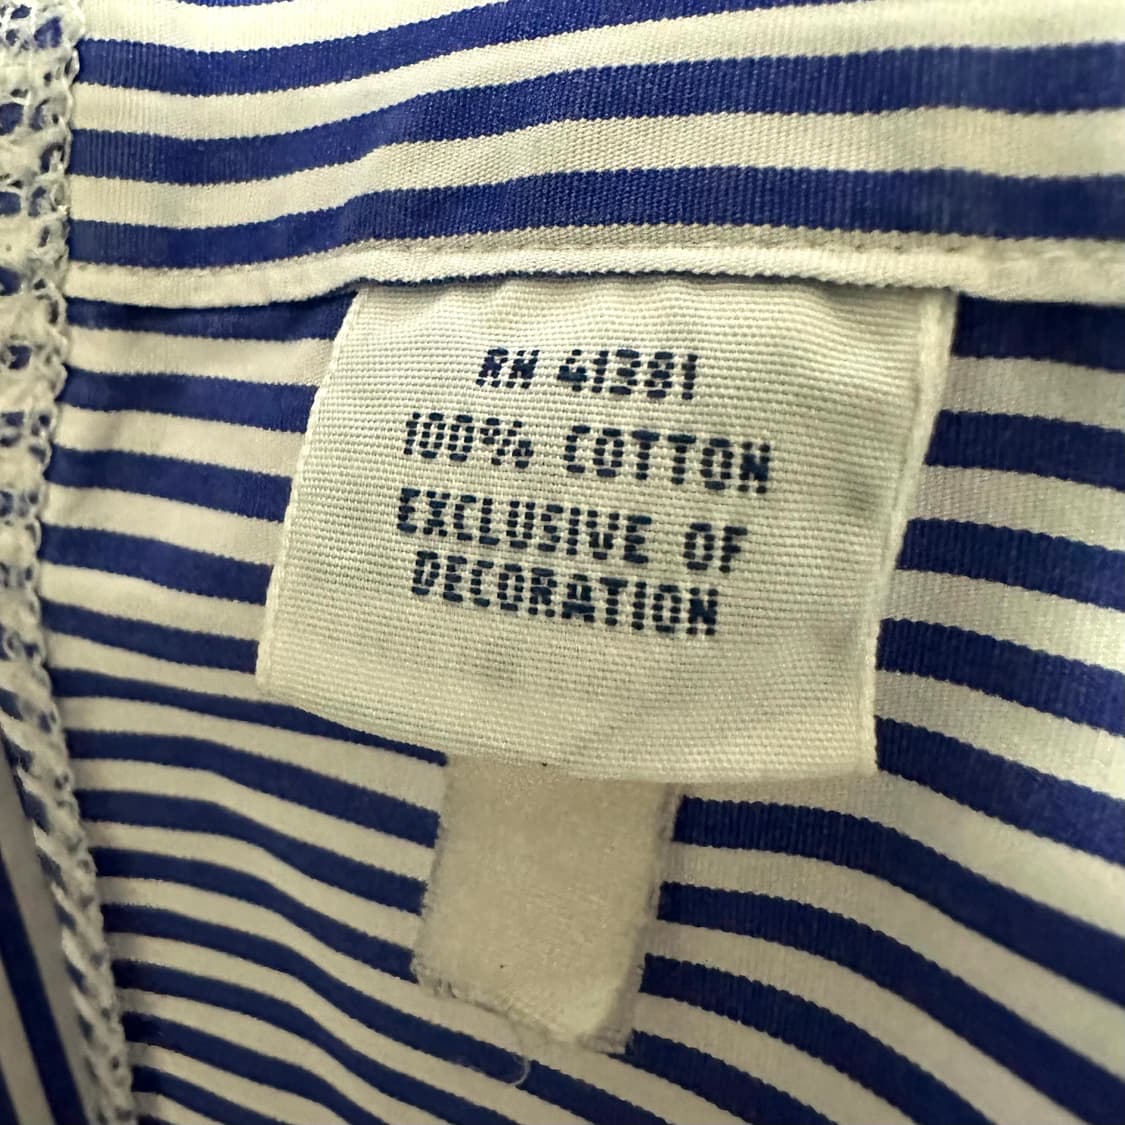 RN 41381
100% COTTON
EXCLUSIVE OF
DECORATION